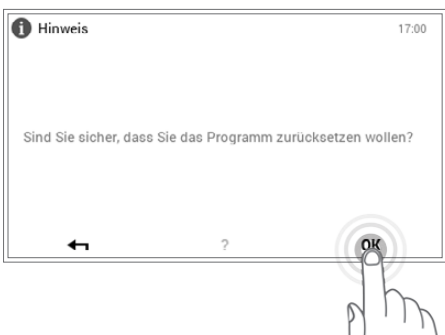 Hinweis
17:00
Sind Sie sicher, dass Sie das Programm zurücksetzen wollen?
?
OK